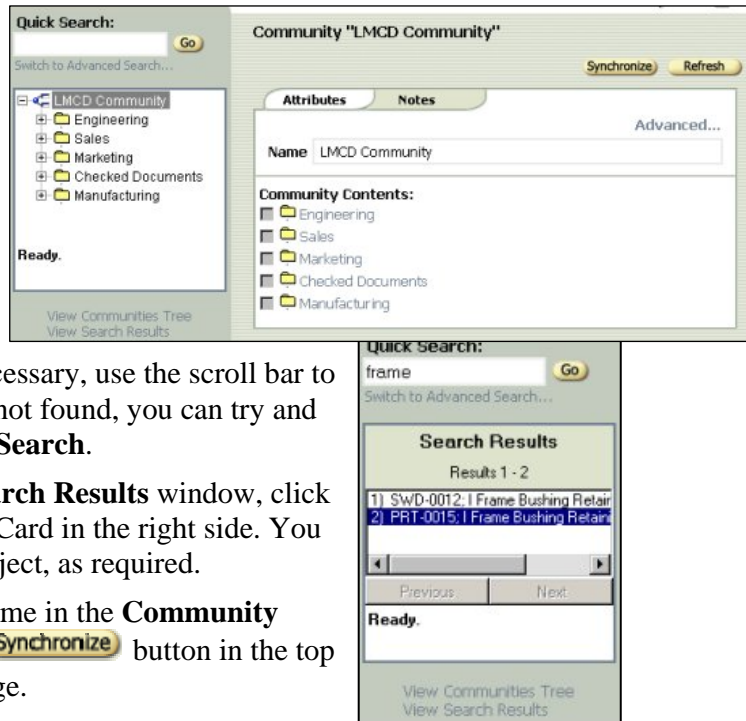 Quick Search:
Go
Switch to Advanced Search...
LMCD Community
Engineering
Sales
Marketing
Checked Documents
Manufacturing
Ready.
View Communities Tree
View Search Results
Community "LMCD Community"
Synchronize Refresh
Attributes Notes
Advanced...
Name LMCD Community
Community Contents:
Engineering
Sales
Marketing
Checked Documents
Manufacturing
cessary, use the scroll bar to
not found, you can try and
Search.
rch Results window, click
Card in the right side. You
ject, as required.
me in the Community
Synchronize button in the top
ge.
Quick Search:
frame Go
Switch to Advanced Search...
Search Results
Results 1 - 2
1) SWD-0012; I Frame Bushing Retair
2) PRT-0015; I Frame Bushing Retain
Previous Next
Ready.
View Communities Tree
View Search Results